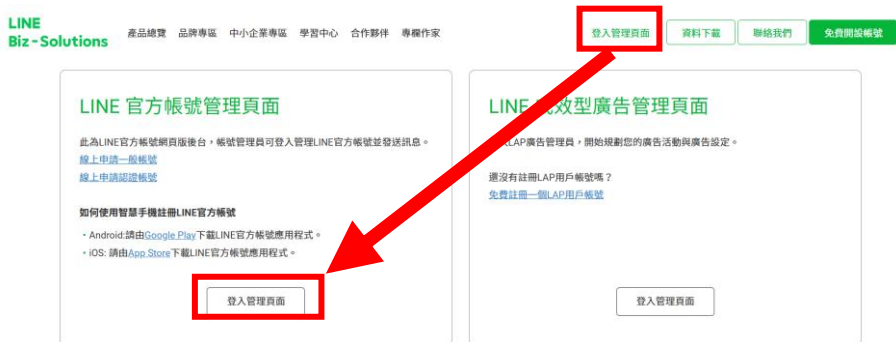 LINE
Biz-Solutions
產品總覽 品牌專區 中小企業專區 學習中心 合作夥伴 專欄作家
登入管理頁面 資料下載 聯絡我們 免費開設帳號
LINE 官方帳號管理頁面
此為LINE官方帳號網頁版後台，帳號管理員可登入管理LINE官方帳號並發送訊息。
線上申請一般帳號
線上申請認證帳號
如何使用智慧手機註冊LINE官方帳號
・Android:請由Google Play下載LINE官方帳號應用程式。
・iOS: 請由App Store下載LINE官方帳號應用程式。
登入管理頁面
LINE 效型廣告管理頁面
LAP廣告管理員，開始規劃您的廣告活動與廣告設定。
還沒有註冊LAP用戶帳號嗎？
免費註冊一個LAP用戶帳號
登入管理頁面